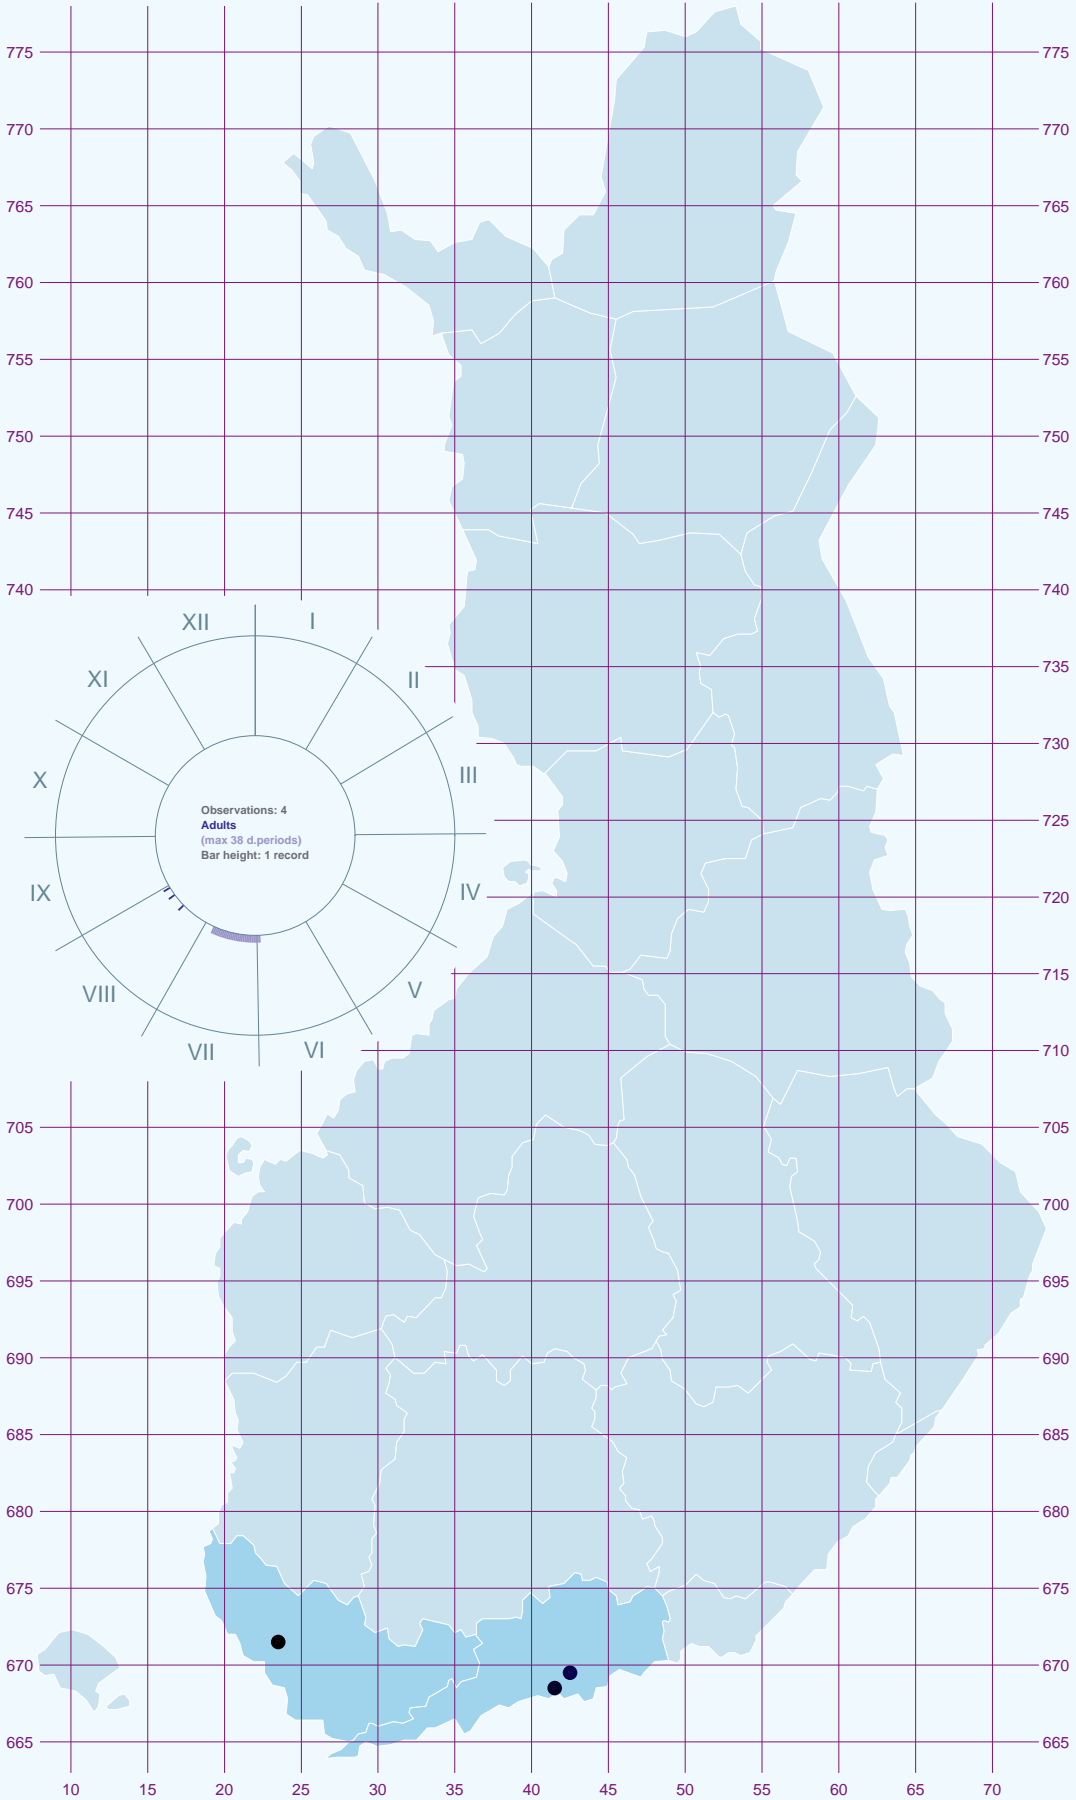 775 775
770 770
765 765
760 760
755 755
750 750
745 745
740 740
XII I
XI II
735
730
X III
725
Observations: 4
Adults
(max 38 d.periods)
Bar height: 1 record
IX IV
720
715
VIII V
VII VI
710
705 705
700 700
695 695
690 690
685 685
680 680
675 675
670 670
665 665
10 15 20 25 30 35 40 45 50 55 60 65 70